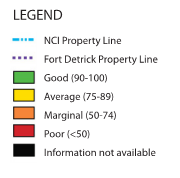 LEGEND
NCI Property Line
Fort Detrick Property Line
Good (90-100)
Average (75-89)
Marginal (50-74)
Poor (<50)
Information not available